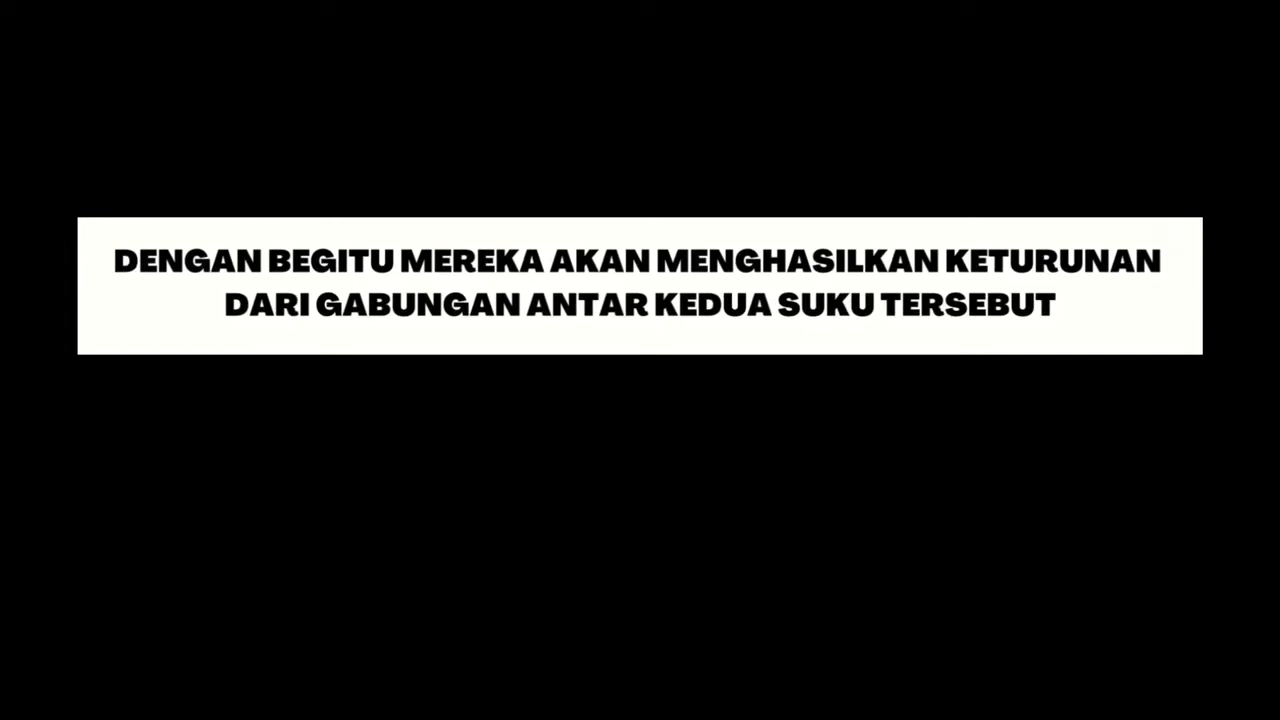 DENGAN BEGITU MEREKA AKAN MENGHASILKAN KETURUNAN
DARI GABUNGAN ANTAR KEDUA SUKU TERSEBUT